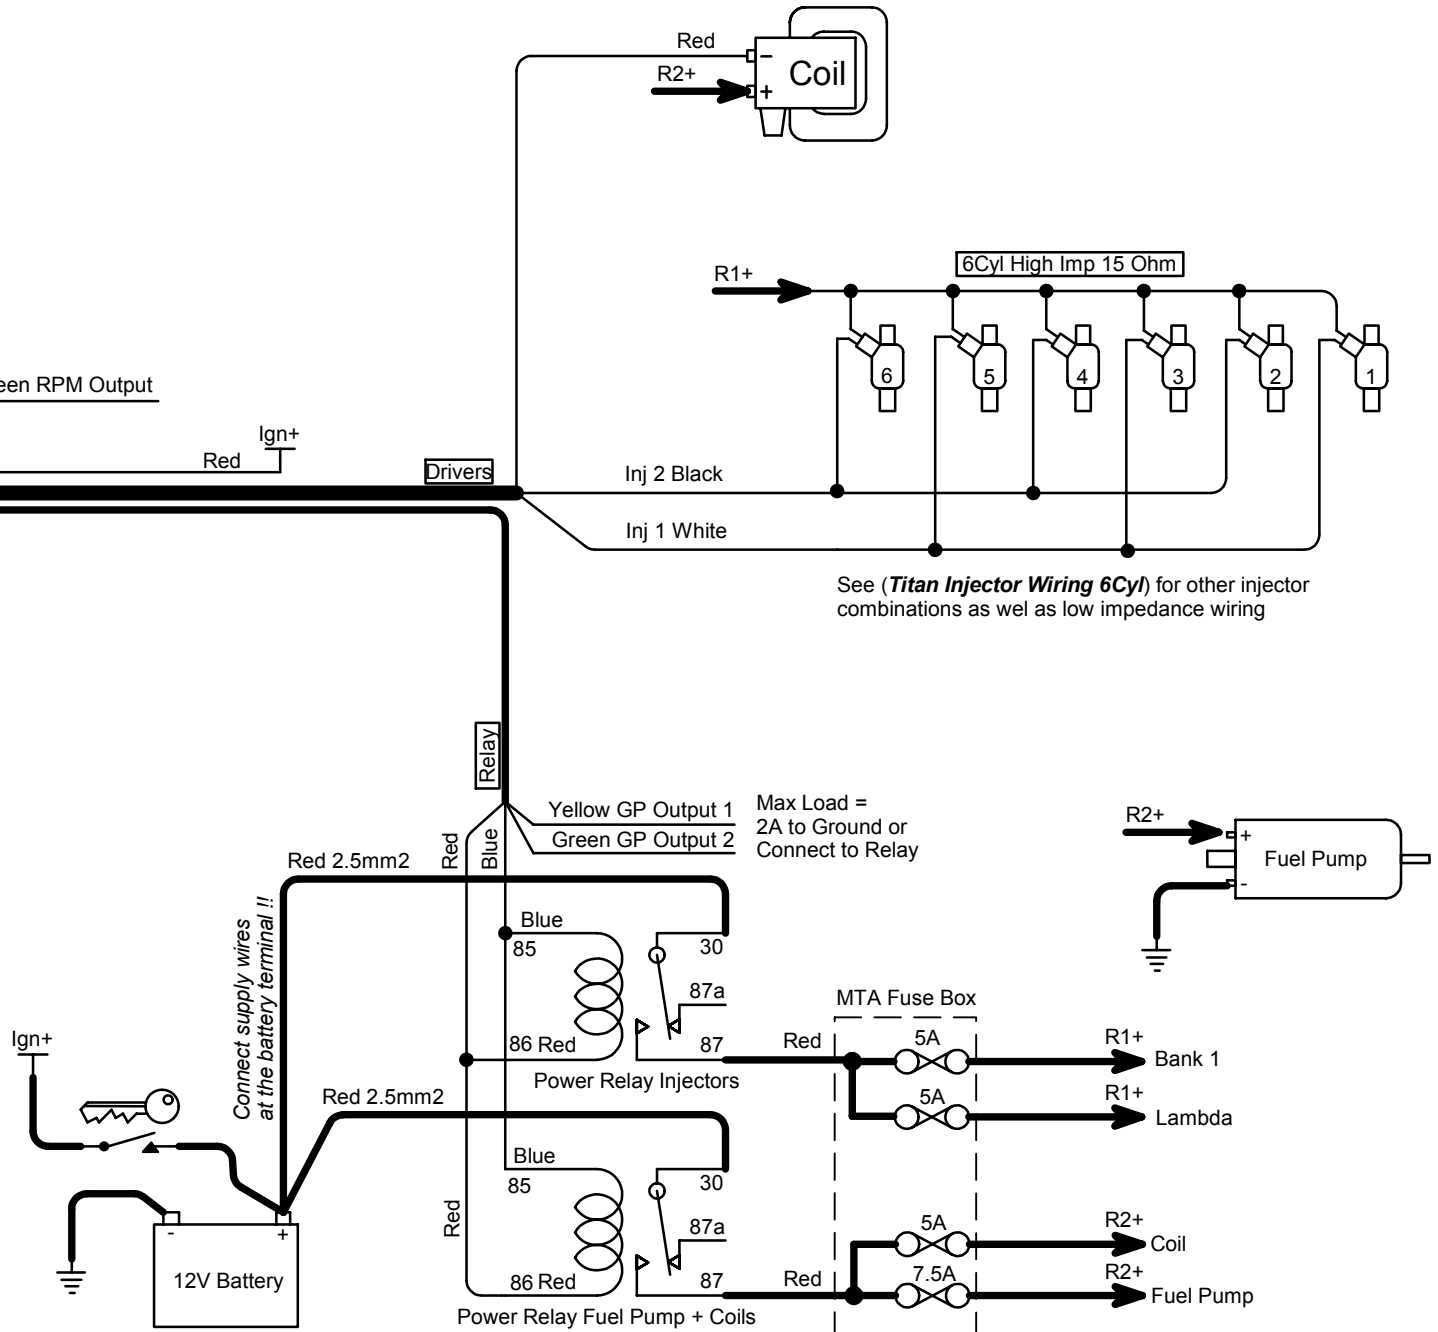 Red
R2+
-
+
Coil
R1+
6Cyl High Imp 15 Ohm
6
5
4
3
2
1
een RPM Output
Ign+
Red
Drivers
Inj 2 Black
Inj 1 White
See (Titan Injector Wiring 6Cyl) for other injector
combinations as wel as low impedance wiring
Relay
Yellow GP Output 1
Green GP Output 2
Max Load =
2A to Ground or
Connect to Relay
Red
Blue
Red 2.5mm2
R2+
+
-
Fuel Pump
Connect supply wires
at the battery terminal !!
Blue
85
30
87a
86 Red
87
Power Relay Injectors
MTA Fuse Box
Red
5A
R1+
Bank 1
5A
R1+
Lambda
Ign+
Red 2.5mm2
Blue
85
30
87a
Red
86 Red
87
Power Relay Fuel Pump + Coils
Red
5A
R2+
Coil
7.5A
R2+
Fuel Pump
-
+
12V Battery